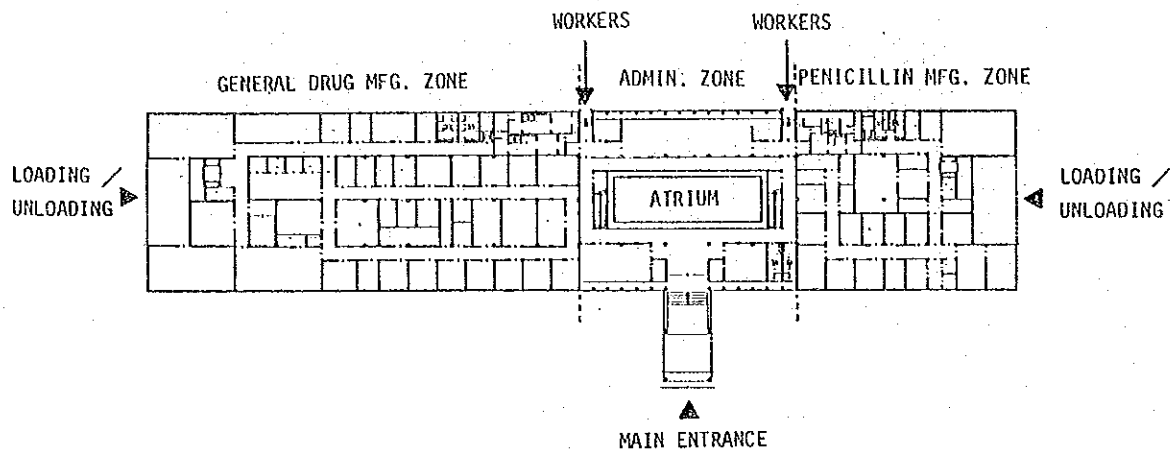 WORKERS
WORKERS
GENERAL DRUG MFG. ZONE
ADMIN. ZONE
PENICILLIN MFG. ZONE
LOADING /
UNLOADING
ATRIUM
LOADING /
UNLOADING
MAIN ENTRANCE